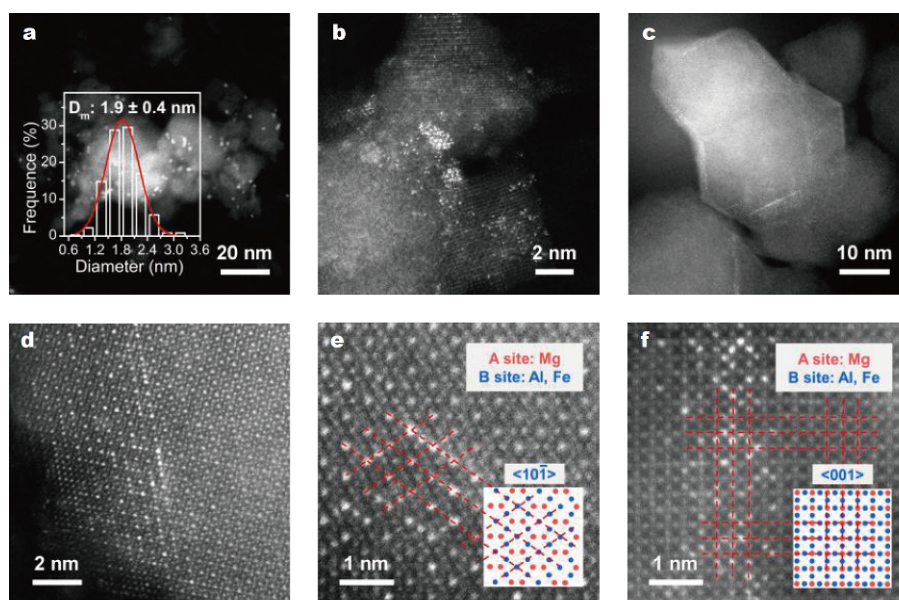 a
D_m: 1.9 ± 0.4 nm
30
20
10
0
Frequence (%)
0.6 1.2 1.8 2.4 3.0 3.6
Diameter (nm)
20 nm
b
2 nm
c
10 nm
d
2 nm
e
A site: Mg
B site: Al, Fe
<101̅>
1 nm
f
A site: Mg
B site: Al, Fe
<001>
1 nm